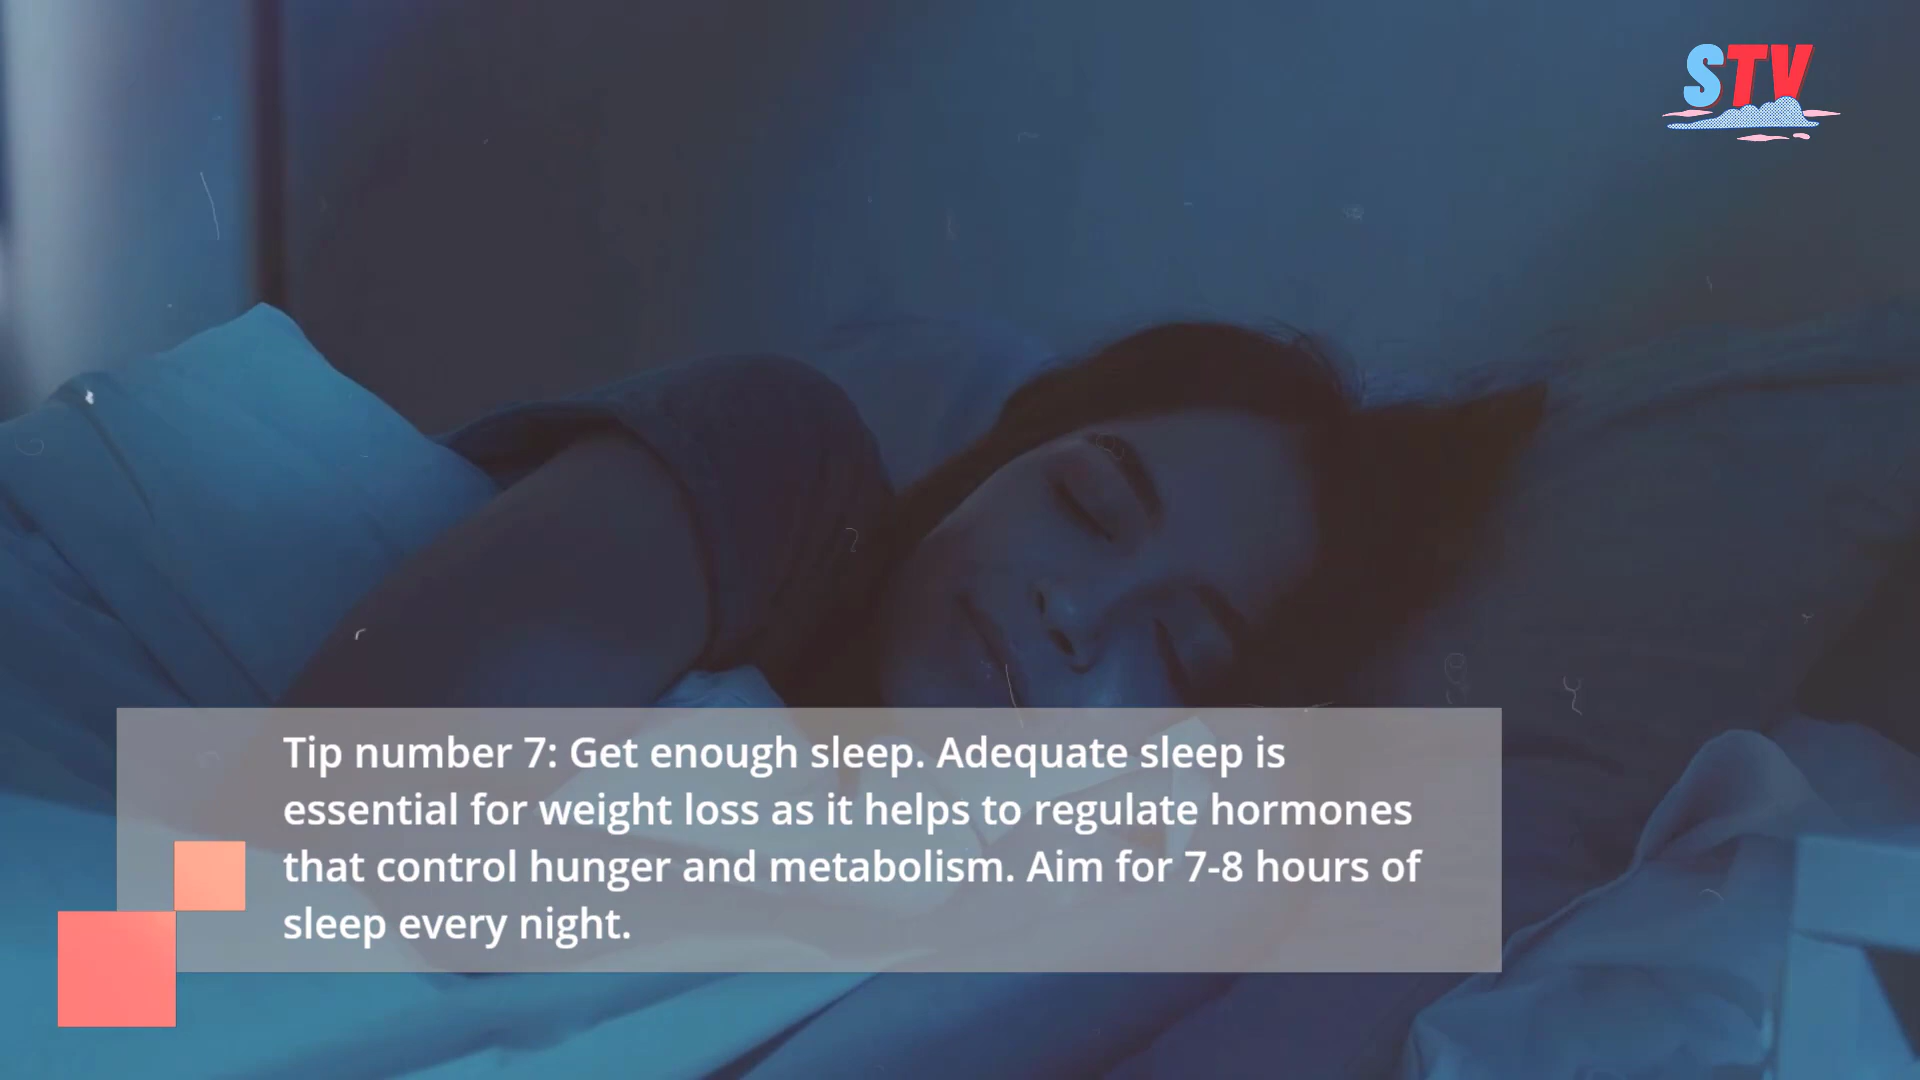 STV
Tip number 7: Get enough sleep. Adequate sleep is
essential for weight loss as it helps to regulate hormones
that control hunger and metabolism. Aim for 7-8 hours of
sleep every night.